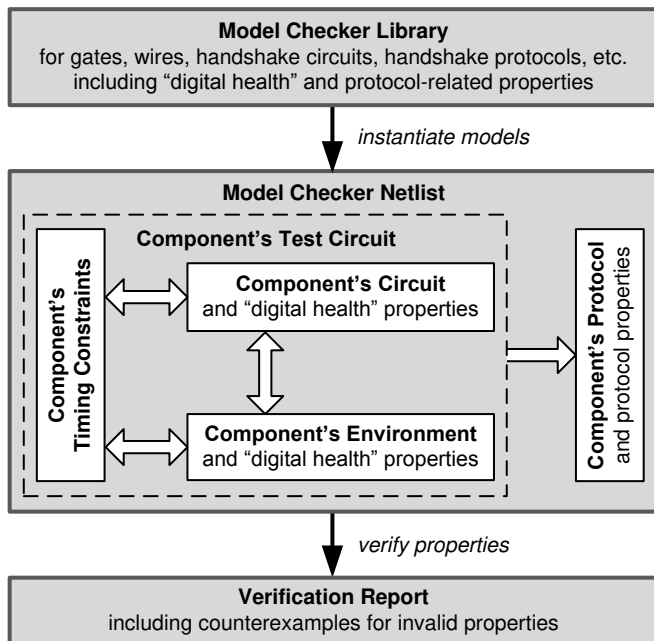 Model Checker Library
for gates, wires, handshake circuits, handshake protocols, etc.
including “digital health” and protocol-related properties
instantiate models
Model Checker Netlist
Component’s Test Circuit
Component’s
Timing Constraints
Component’s Circuit
and “digital health” properties
Component’s Environment
and “digital health” properties
Component’s Protocol
and protocol properties
verify properties
Verification Report
including counterexamples for invalid properties